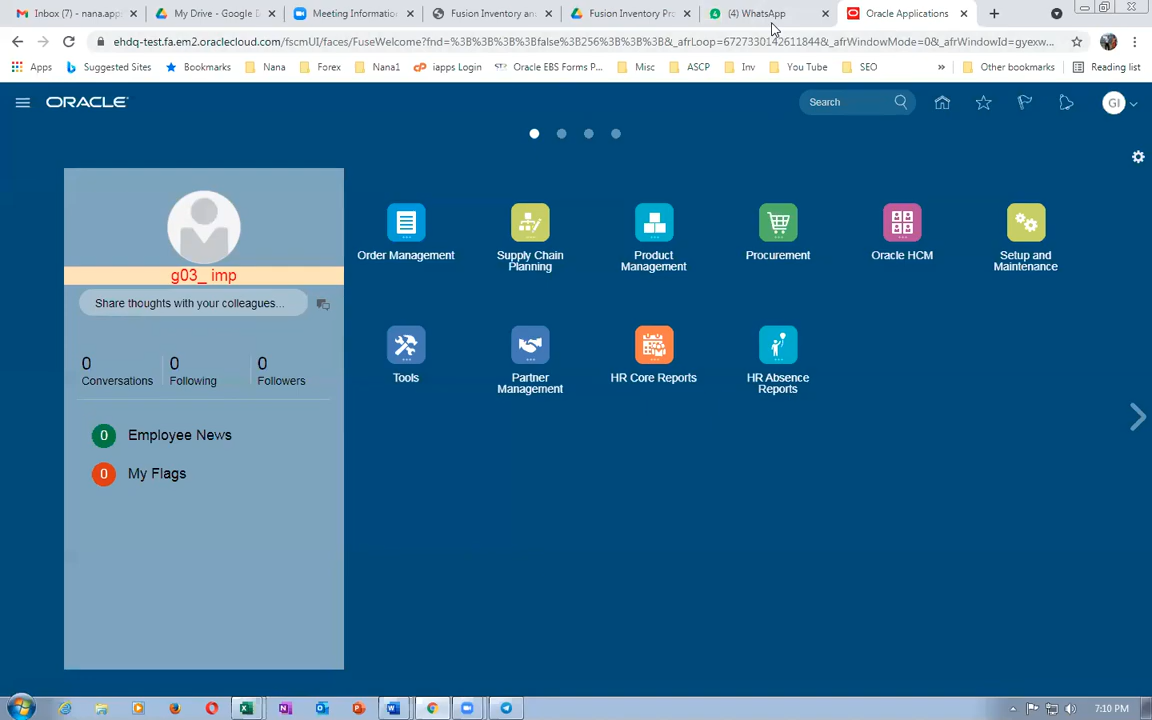 Inbox (7) - nana.app
My Drive - Google D
Meeting Informatio
Fusion Inventory an
Fusion Inventory Pr
4 (4) WhatsApp
Oracle Applications
ehdq-test.fa.em2.oraclecloud.com/fscmUI/faces/FuseWelcome?fnd=%3B%3B%3B%3Bfalse%3B256%3B%3B%3B&_afrLoop=6727330142611844&_afrWindowMode=0&_afrWindowId=gyexw...
Apps
Suggested Sites
Bookmarks
Nana
Forex
Nana1
cP iapps Login
Oracle EBS Forms P...
Misc
ASCP
Inv
You Tube
SEO
»
Other bookmarks
Reading list
ORACLE
Search
GI
g03_ imp
Share thoughts with your colleagues...
0 0 0
Conversations Following Followers
0 Employee News
0 My Flags
Order Management
Supply Chain
Planning
Product
Management
Procurement
Oracle HCM
Setup and
Maintenance
Tools
Partner
Management
HR Core Reports
HR Absence
Reports
7:10 PM